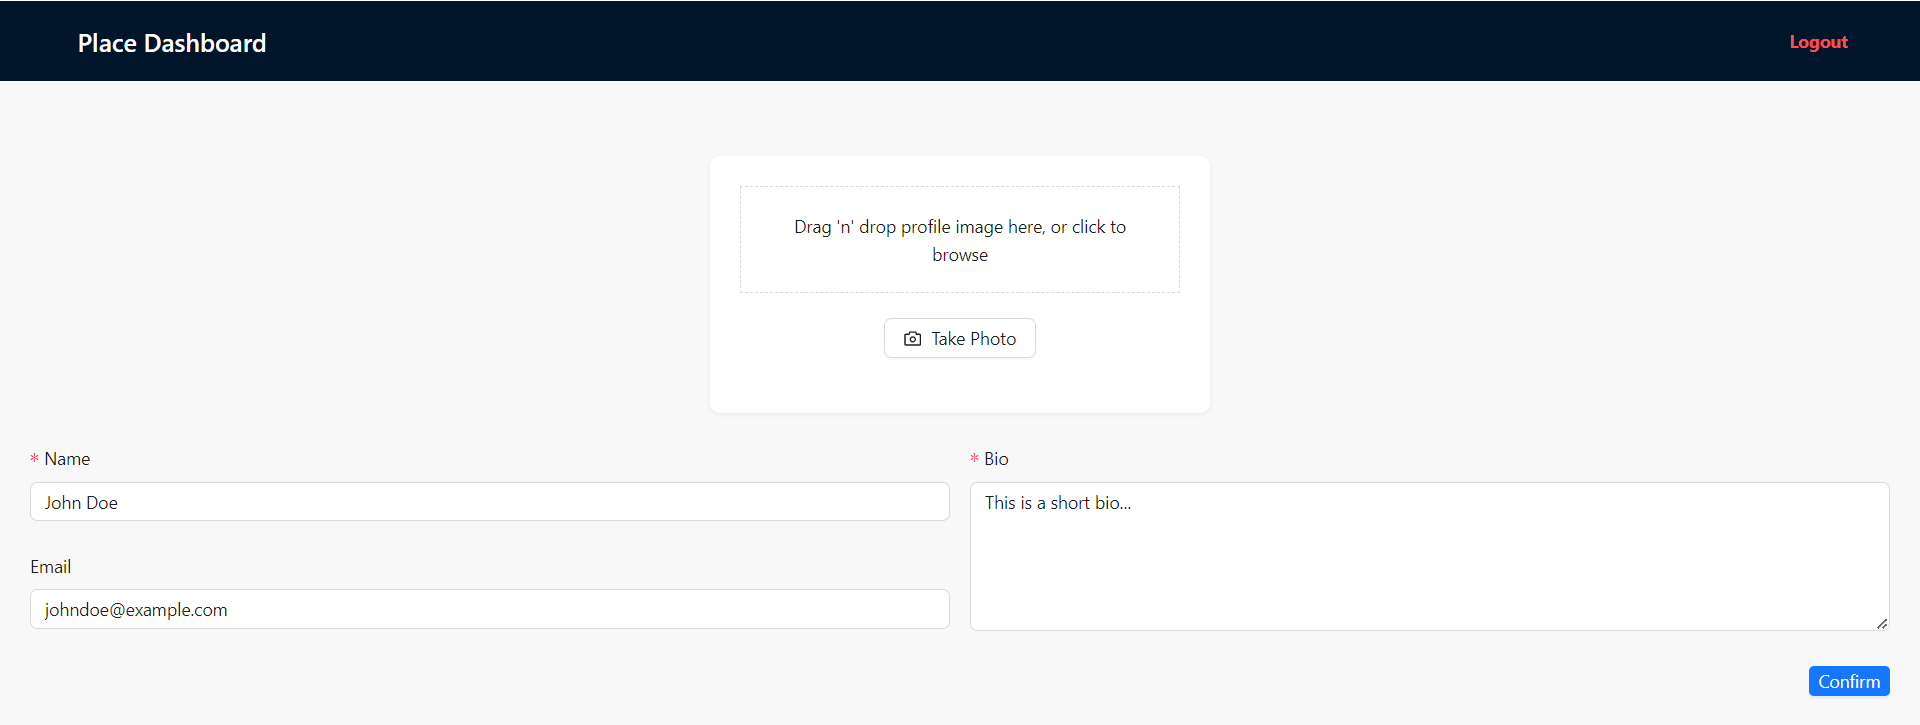 Place Dashboard
Logout
Drag 'n' drop profile image here, or click to
browse
Take Photo
* Name
John Doe
* Bio
This is a short bio...
Email
johndoe@example.com
Confirm